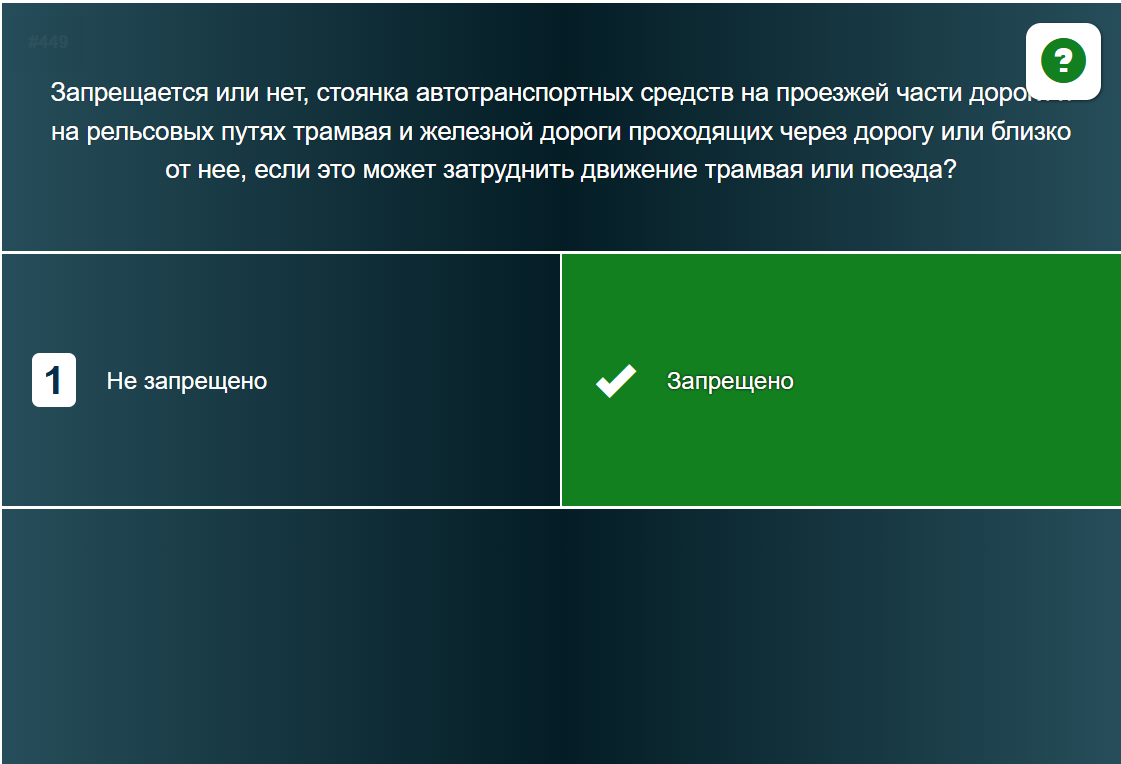 #449
?
Запрещается или нет, стоянка автотранспортных средств на проезжей части
на рельсовых путях трамвая и железной дороги проходящих через дорогу или близко
от нее, если это может затруднить движение трамвая или поезда?
1 Не запрещено
Запрещено